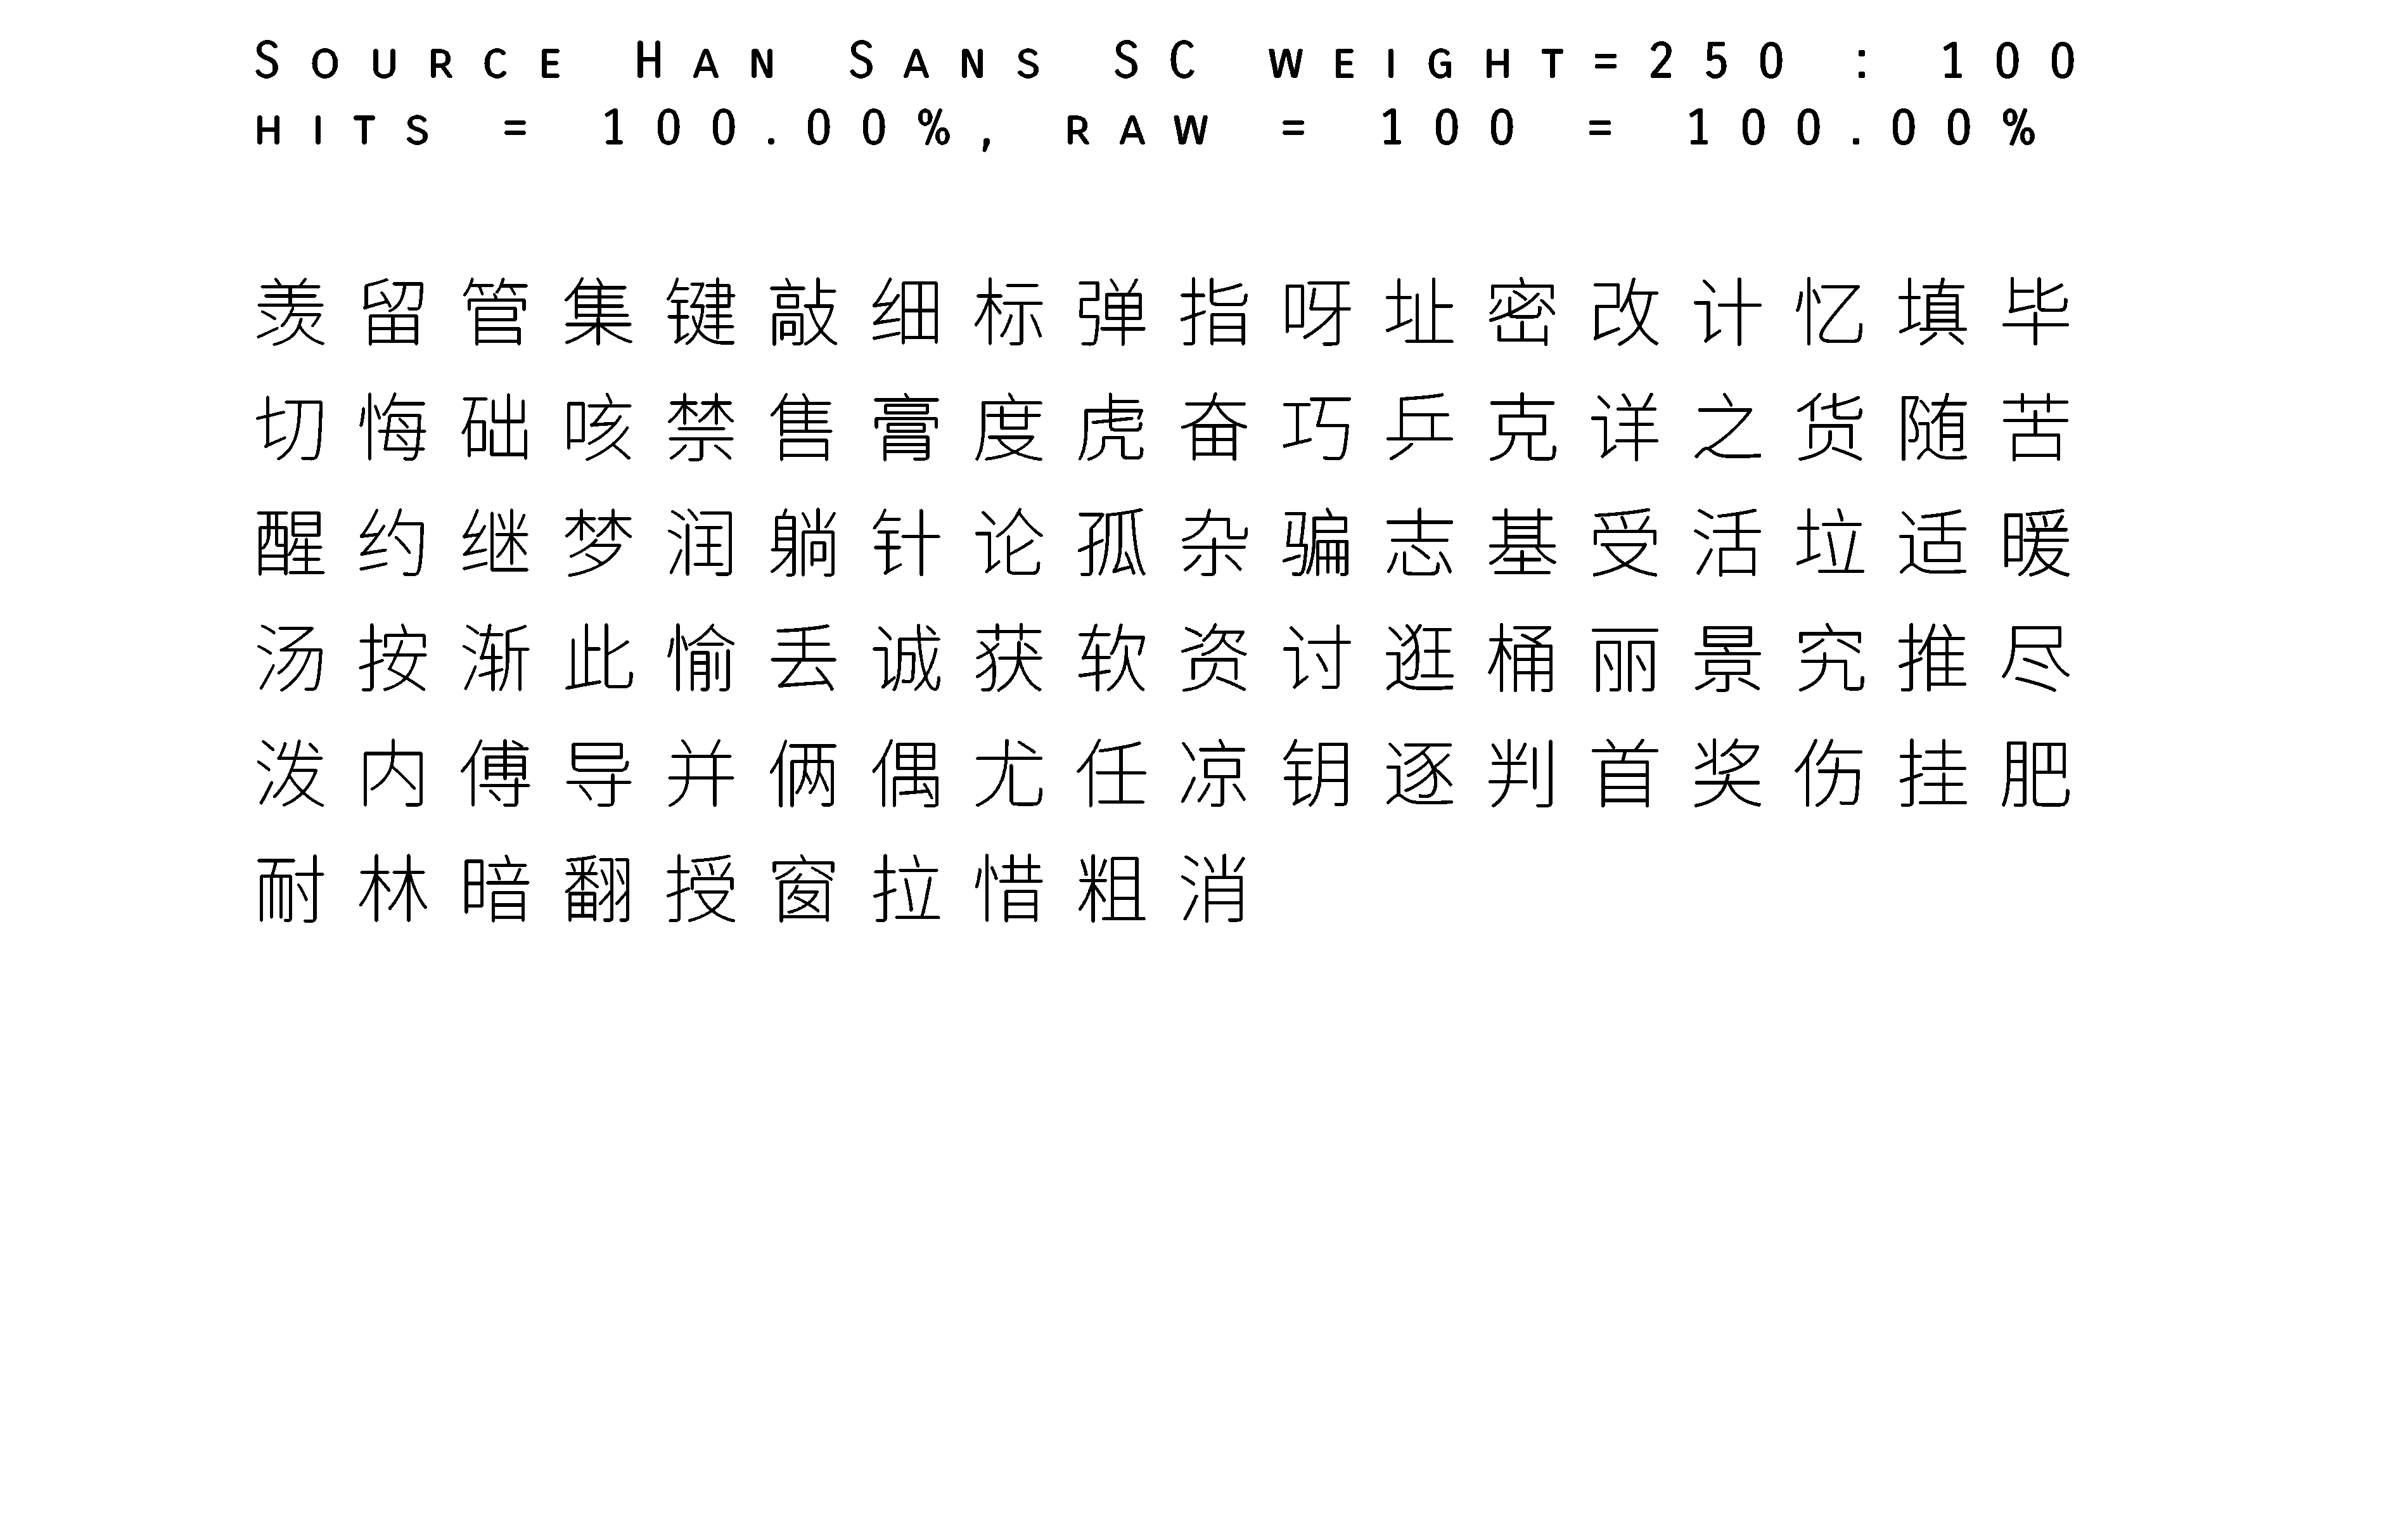 Source Han Sans SC weight=250 : 100
hits = 100.00%, raw = 100 = 100.00%
羡留管集键敲细标弹指呀址密改计忆填毕
切悔础咳禁售膏度虎奋巧乒克详之货随苦
醒约继梦润躺针论孤杂骗志基受活垃适暖
汤按渐此愉丢诚获软资讨逛桶丽景究推尽
泼内傅导并俩偶尤任凉钥逐判首奖伤挂肥
耐林暗翻授窗拉惜粗消